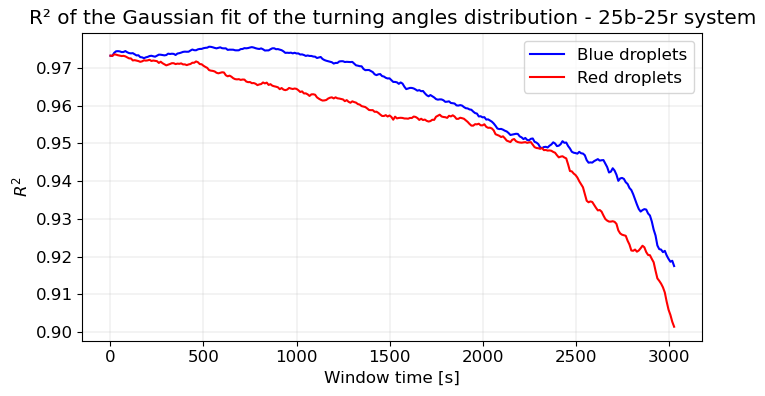 R² of the Gaussian fit of the turning angles distribution - 25b-25r system
Blue droplets
Red droplets
0.97
0.96
0.95
0.94
0.93
0.92
0.91
0.90
R²
0 500 1000 1500 2000 2500 3000
Window time [s]